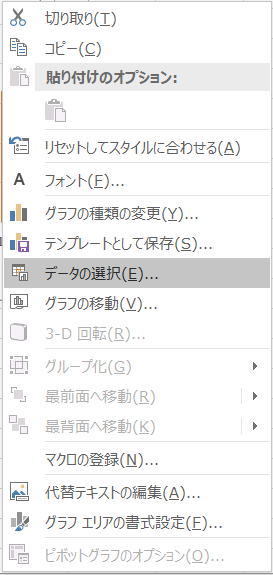 切り取り(T)
コピー(C)
貼り付けのオプション:
リセットしてスタイルに合わせる(A)
フォント(F)...
グラフの種類の変更(Y)...
テンプレートとして保存(S)...
データの選択(E)...
グラフの移動(V)...
3-D 回転(R)...
グループ化(G)
最前面へ移動(R)
最背面へ移動(K)
マクロの登録(N)...
代替テキストの編集(A)...
グラフ エリアの書式設定(F)...
ピボットグラフのオプション(O)...